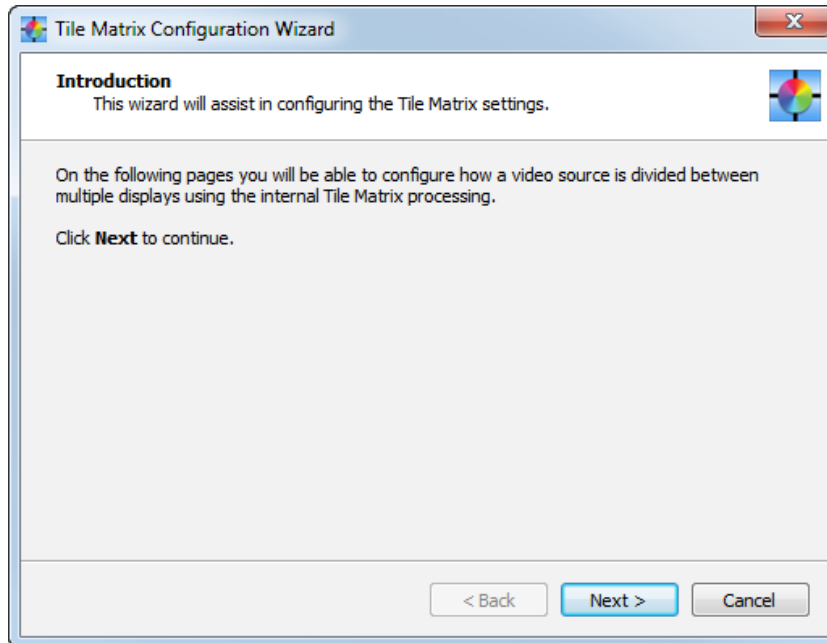 Tile Matrix Configuration Wizard
Introduction
This wizard will assist in configuring the Tile Matrix settings.
On the following pages you will be able to configure how a video source is divided between
multiple displays using the internal Tile Matrix processing.
Click Next to continue.
< Back Next > Cancel